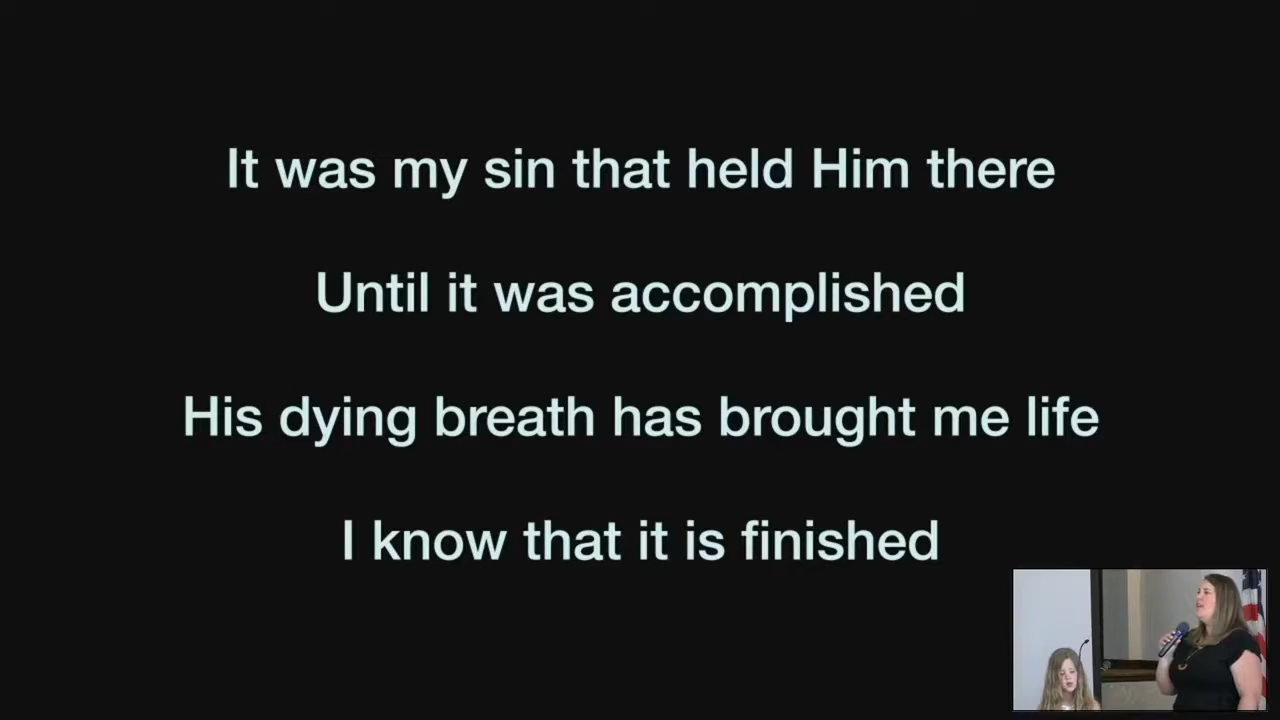 It was my sin that held Him there
Until it was accomplished
His dying breath has brought me life
I know that it is finished